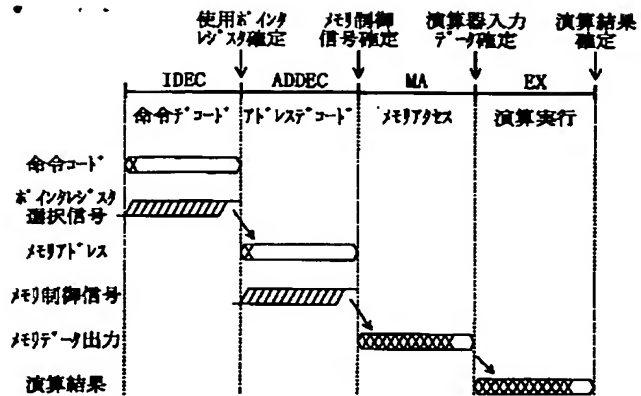 使用ポインタ
レジスタ確定
メモリ制御
信号確定
演算器入力
データ確定
演算結果
確定
IDEC
ADDEC
MA
EX
命令デコード
アドレスデコード
メモリアクセス
演算実行
命令コード
ポインタレジスタ
選択信号
メモリアドレス
メモリ制御信号
メモリデータ出力
演算結果